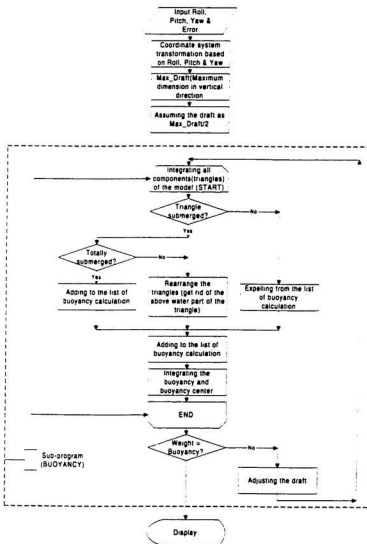 Input Roll,
Pitch, Yaw &
Error
Coordinate system
transformation based
on Roll, Pitch & Yaw
Max_Draft(Maximum
dimension in vertical
direction
Assuming the draft as
Max_Draft/2
Integrating all
components(triangles)
of the model (START)
Triangle
submerged?
No
Yes
Totally
submerged?
No
Yes
Adding to the list of
buoyancy calculation
Rearrange the
triangles (get rid of the
above water part of the
triangle)
Expelling from the list
of buoyancy
calculation
Adding to the list of
buoyancy calculation
Integrating the
buoyancy and
buoyancy center
END
Weight =
Buoyancy?
No
Sub-program
(BUOYANCY)
Adjusting the draft
Display